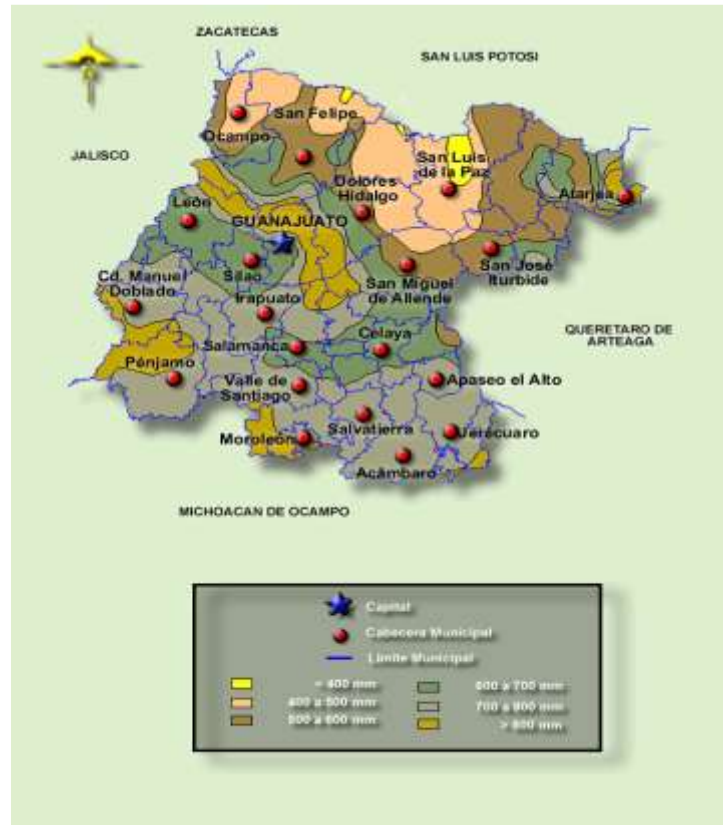 ZACATECAS
SAN LUIS POTOSI
JALISCO
San Felipe
Ocampo
San Luis
de la Paz
Dolores
Hidalgo
Atarjea
León
GUANAJUATO
Silao
San José
Iturbide
San Miguel
de Allende
Cd. Manuel
Doblado
Irapuato
QUERETARO DE
ARTEAGA
Celaya
Salamanca
Pénjamo
Valle de
Santiago
Apaseo el Alto
Salvatierra
Jerécuaro
Moroleón
Acámbaro
MICHOACAN DE OCAMPO
Capital
Cabecera Municipal
Límite Municipal
400 mm
600 a 700 mm
400 a 500 mm
700 a 800 mm
500 a 600 mm
> 800 mm